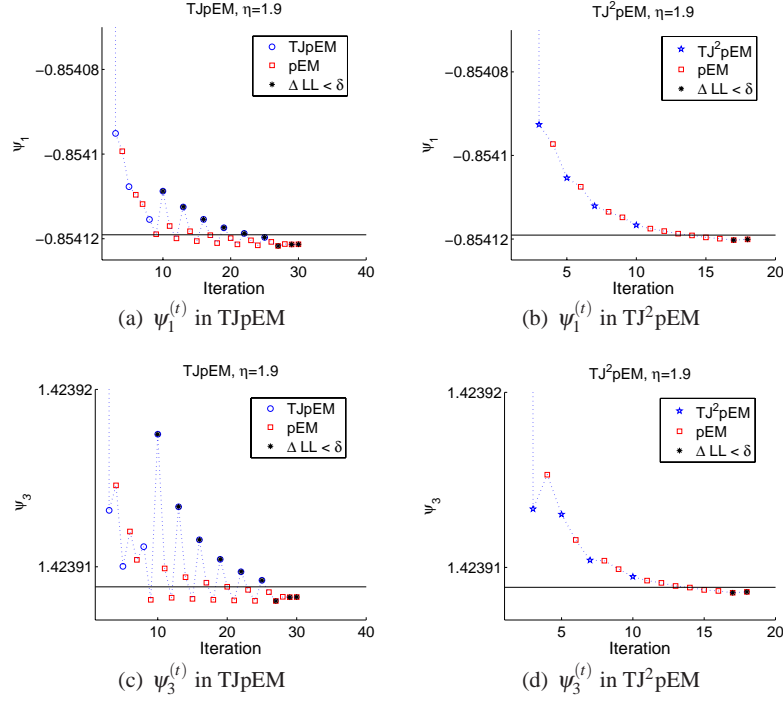 TJpEM, η=1.9
TJpEM
pEM
Δ LL < δ
−0.85408
−0.8541
−0.85412
ψ₁
10 20 30 40
Iteration
(a) ψ₁⁽ᵗ⁾ in TJpEM
TJ²pEM, η=1.9
TJ²pEM
pEM
Δ LL < δ
−0.85408
−0.8541
−0.85412
ψ₁
5 10 15 20
Iteration
(b) ψ₁⁽ᵗ⁾ in TJ²pEM
TJpEM, η=1.9
1.42392
TJpEM
pEM
Δ LL < δ
1.42391
ψ₃
10 20 30 40
Iteration
(c) ψ₃⁽ᵗ⁾ in TJpEM
TJ²pEM, η=1.9
1.42392
TJ²pEM
pEM
Δ LL < δ
1.42391
ψ₃
5 10 15 20
Iteration
(d) ψ₃⁽ᵗ⁾ in TJ²pEM